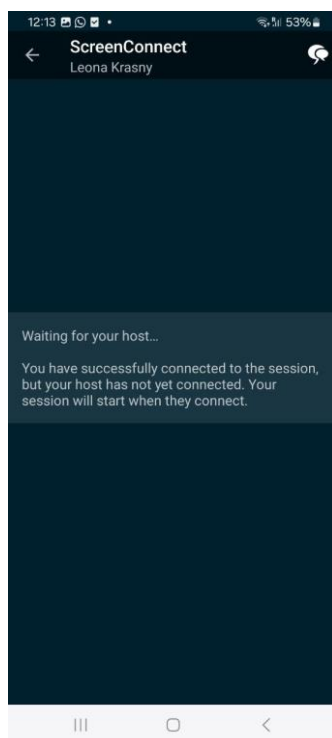 12:13 53%
ScreenConnect
Leona Krasny
Waiting for your host...
You have successfully connected to the session,
but your host has not yet connected. Your
session will start when they connect.